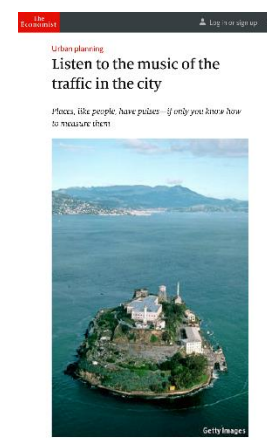 The
Economist
Log in or sign up
Urban planning
Listen to the music of the
traffic in the city
Places, like people, have pulses—if only you know how
to measure them
Getty Images